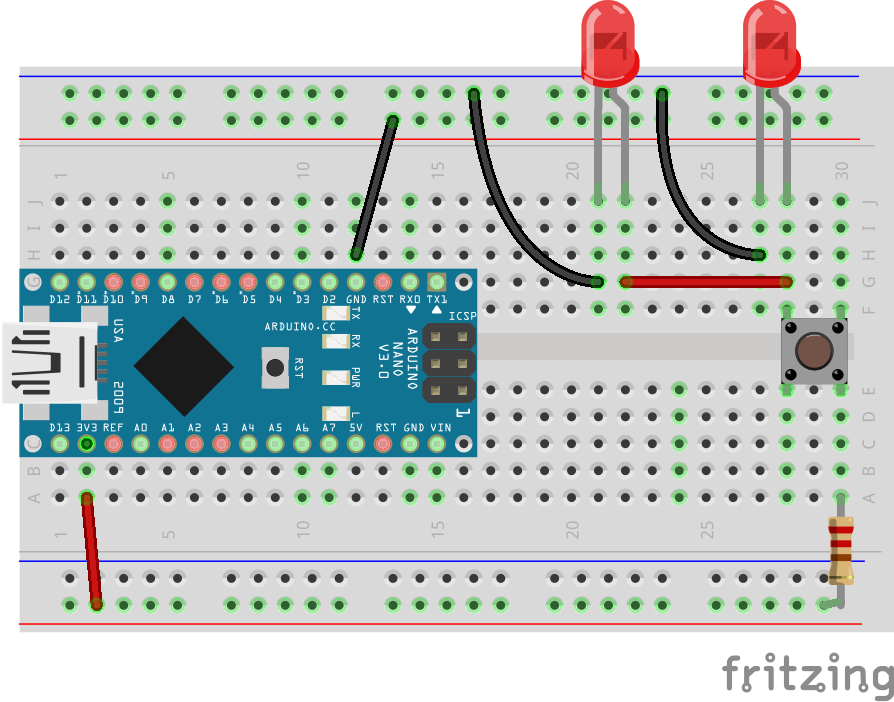 1 5 10 15 20 25 30
J J
I I
H H
G G
F
D12 D11 D10 D9 D8 D7 D6 D5 D4 D3 D2 GND RST RX0 TX1
USA
ARDUINO.CC
TX
RX
PWR
L
RST
ARDUINO
NANO
V3.0
ICSP
1
2009
D13 3V3 REF A0 A1 A2 A3 A4 A5 A6 A7 5V RST GND VIN
E
D
C C
B B
A A
1 5 10 15 20 25
fritzing